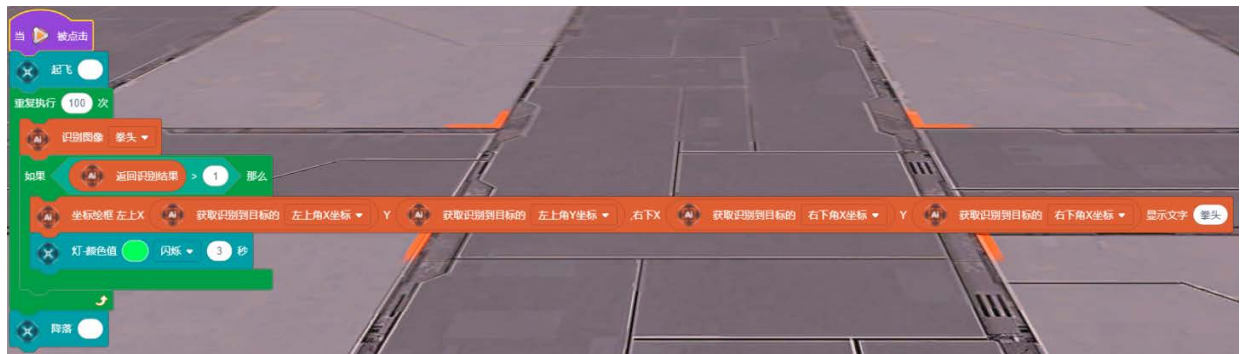 当 被点击
起飞
重复执行 100 次
识别图像 拳头
如果 返回识别结果 > 1 那么
坐标绘框 左上X 获取识别到目标的 左上角X坐标 Y 获取识别到目标的 左上角Y坐标 ,右下X 获取识别到目标的 右下角X坐标 Y 获取识别到目标的 右下角X坐标 显示文字 拳头
灯-颜色值 闪烁 3 秒
降落